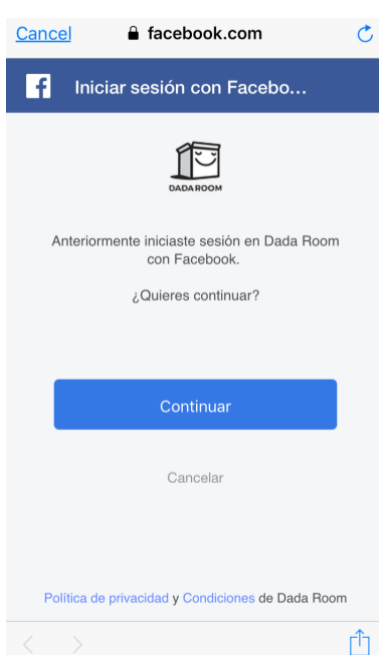 Cancel facebook.com
Iniciar sesión con Facebo...
DADA ROOM
Anteriormente iniciaste sesión en Dada Room
con Facebook.
¿Quieres continuar?
Continuar
Cancelar
Política de privacidad y Condiciones de Dada Room